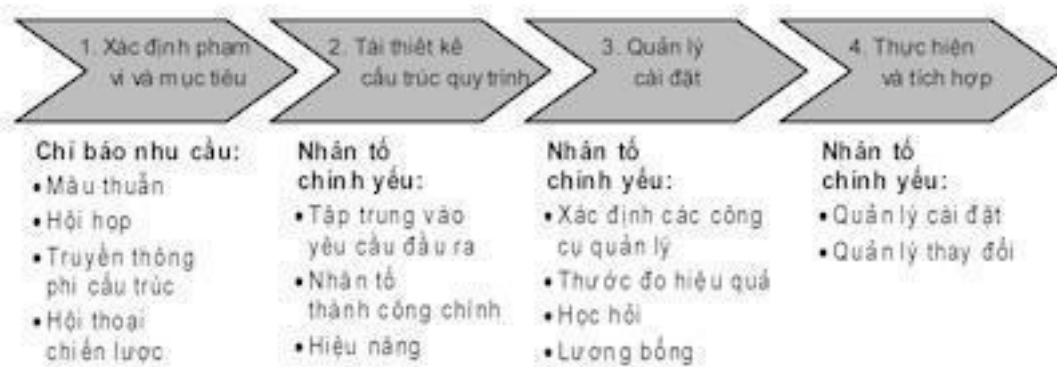 1. Xác định phạm
vi và mục tiêu
2. Tái thiết kế
cấu trúc quy trình
3. Quản lý
cài đặt
4. Thực hiện
và tích hợp
Chỉ báo nhu cầu:
• Màu thuẫn
• Hội họp
• Truyền thông
phi cấu trúc
• Hội thoại
chiến lược
Nhân tố
chính yếu:
• Tập trung vào
yêu cầu đầu ra
• Nhân tố
thành công chính
• Hiệu năng
Nhân tố
chính yếu:
• Xác định các công
cụ quản lý
• Thước đo hiệu quả
• Học hỏi
• Lương bổng
Nhân tố
chính yếu:
• Quản lý cài đặt
• Quản lý thay đổi